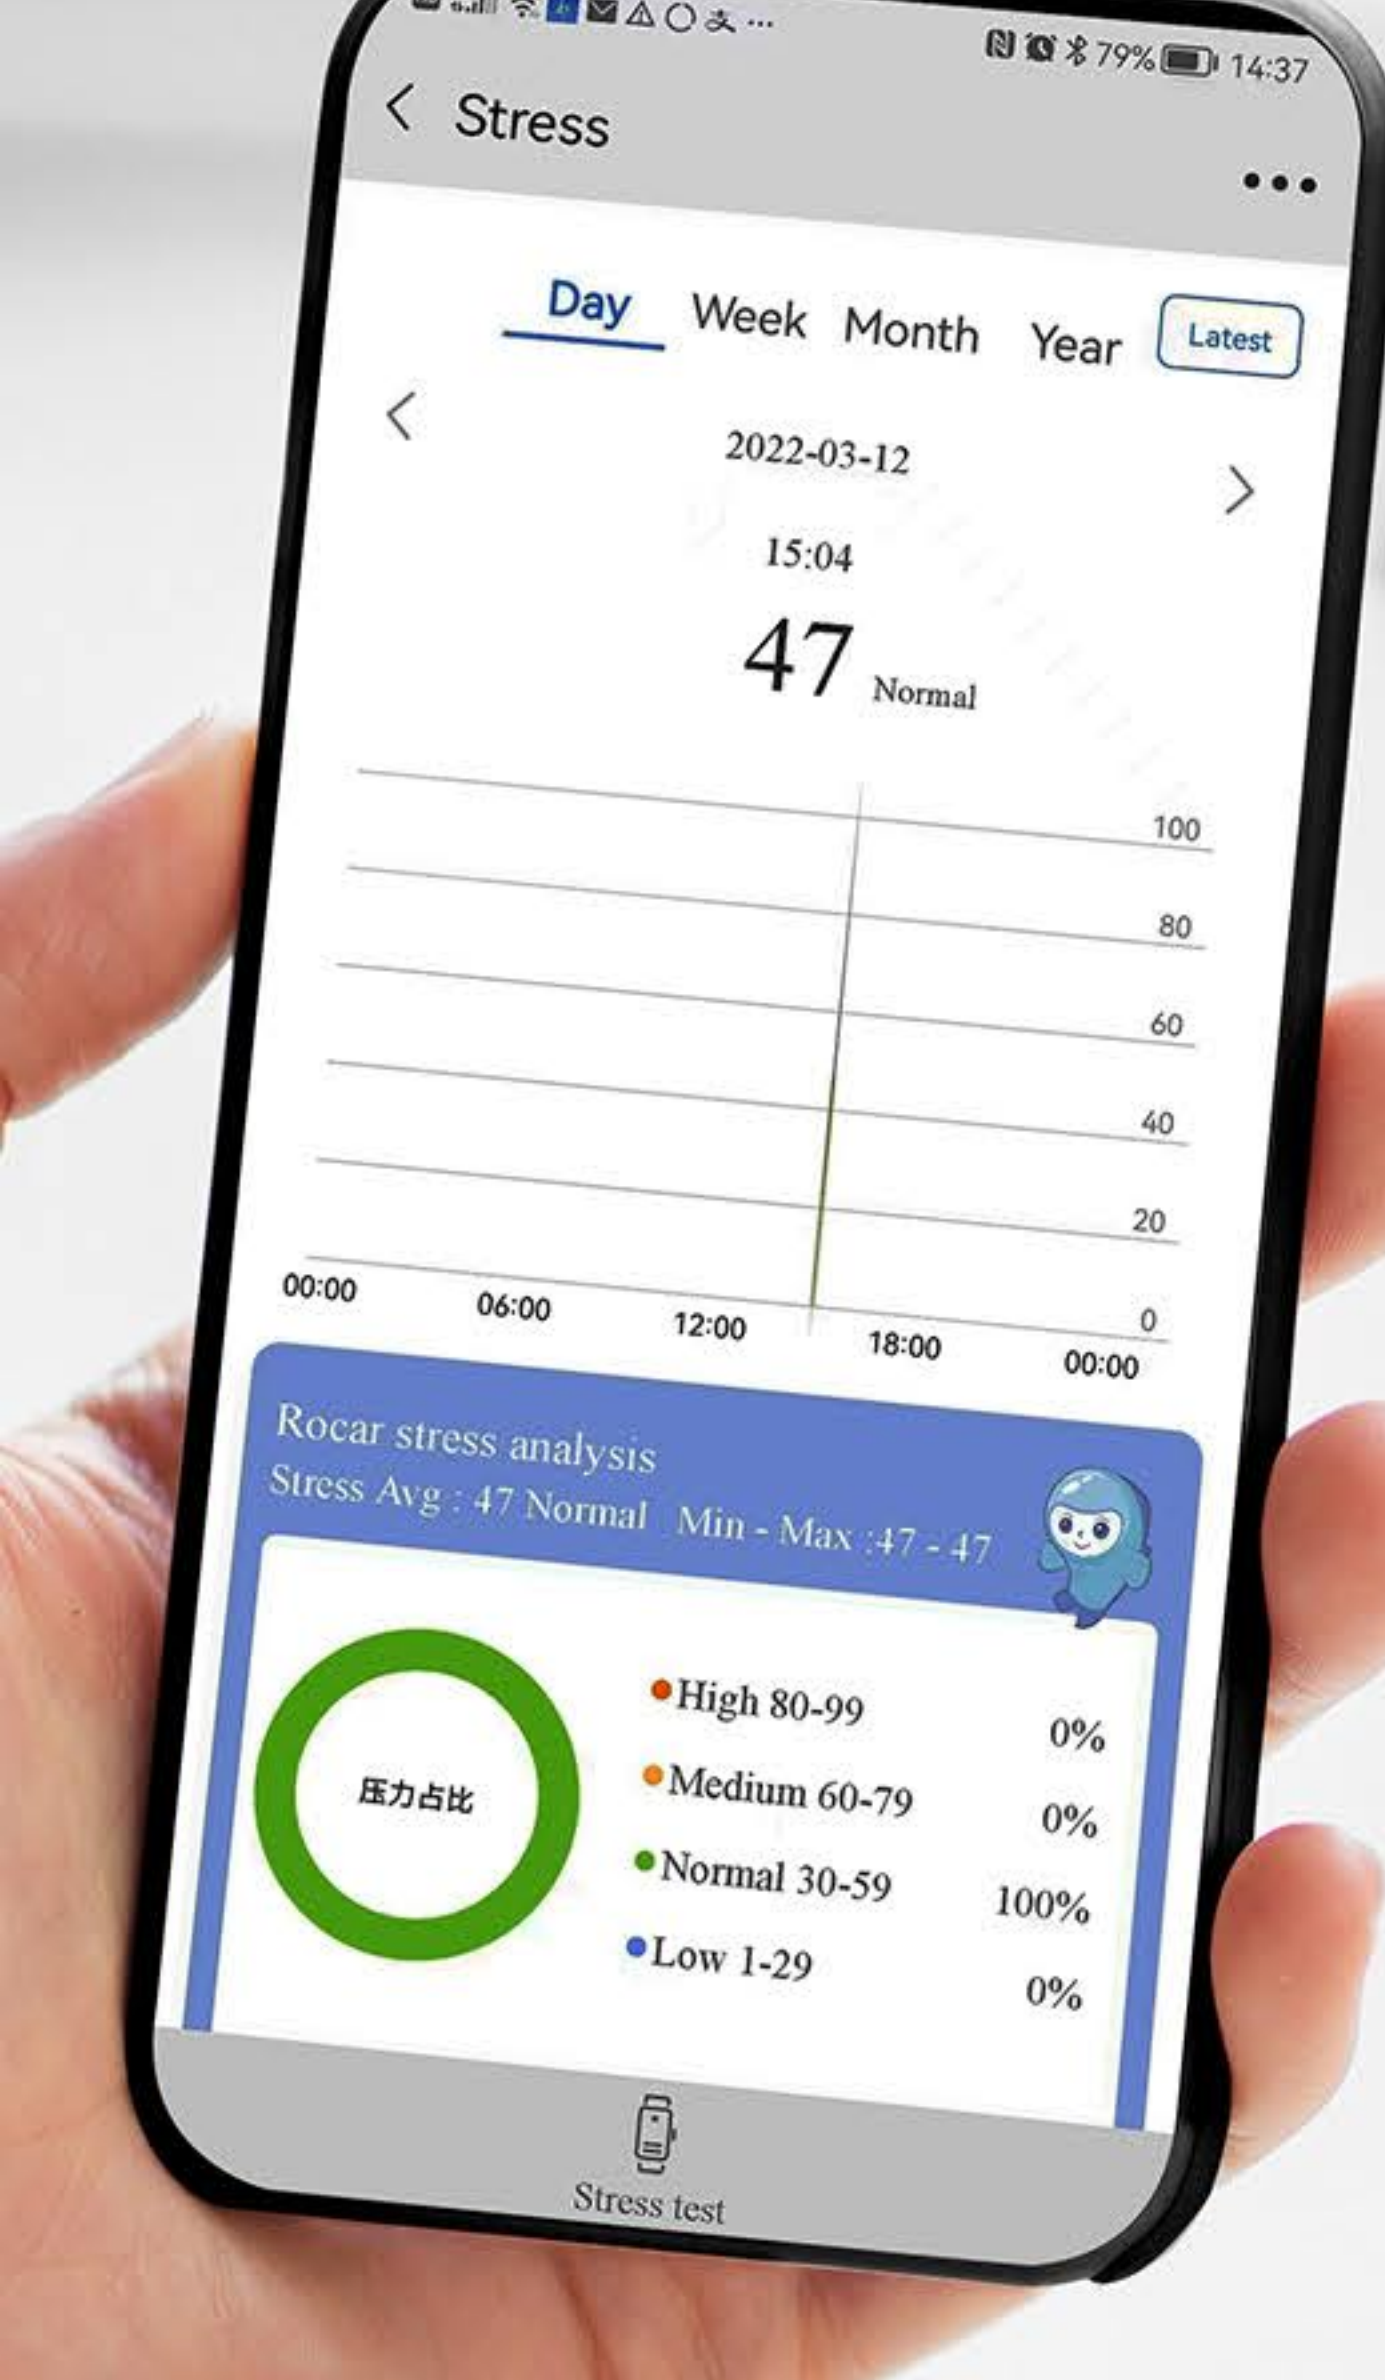 79% 14:37
Stress
Day Week Month Year Latest
2022-03-12
15:04
47 Normal
100
80
60
40
20
0
00:00 06:00 12:00 18:00 00:00
Rocar stress analysis
Stress Avg : 47 Normal Min - Max :47 - 47
压力占比
High 80-99 0%
Medium 60-79 0%
Normal 30-59 100%
Low 1-29 0%
Stress test